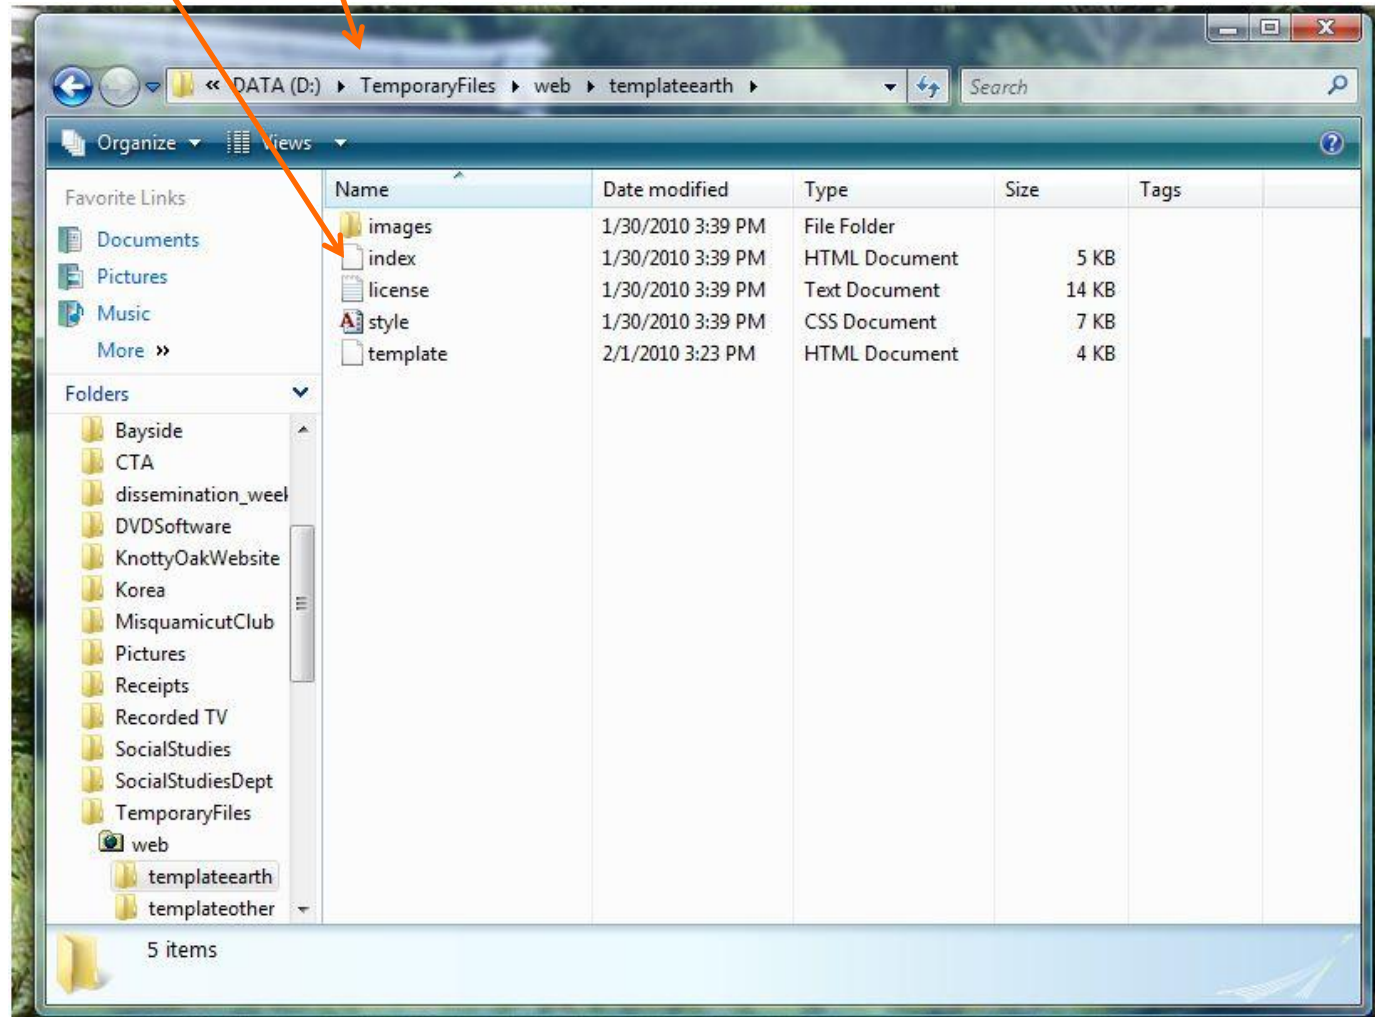 « DATA (D:) ▸ TemporaryFiles ▸ web ▸ templateearth ▸
Search
Organize Views
Favorite Links
Documents
Pictures
Music
More »
Folders
Bayside
CTA
dissemination_week
DVDSoftware
KnottyOakWebsite
Korea
MisquamicutClub
Pictures
Receipts
Recorded TV
SocialStudies
SocialStudiesDept
TemporaryFiles
web
templateearth
templateother
Name Date modified Type Size Tags
images 1/30/2010 3:39 PM File Folder
index 1/30/2010 3:39 PM HTML Document 5 KB
license 1/30/2010 3:39 PM Text Document 14 KB
style 1/30/2010 3:39 PM CSS Document 7 KB
template 2/1/2010 3:23 PM HTML Document 4 KB
5 items